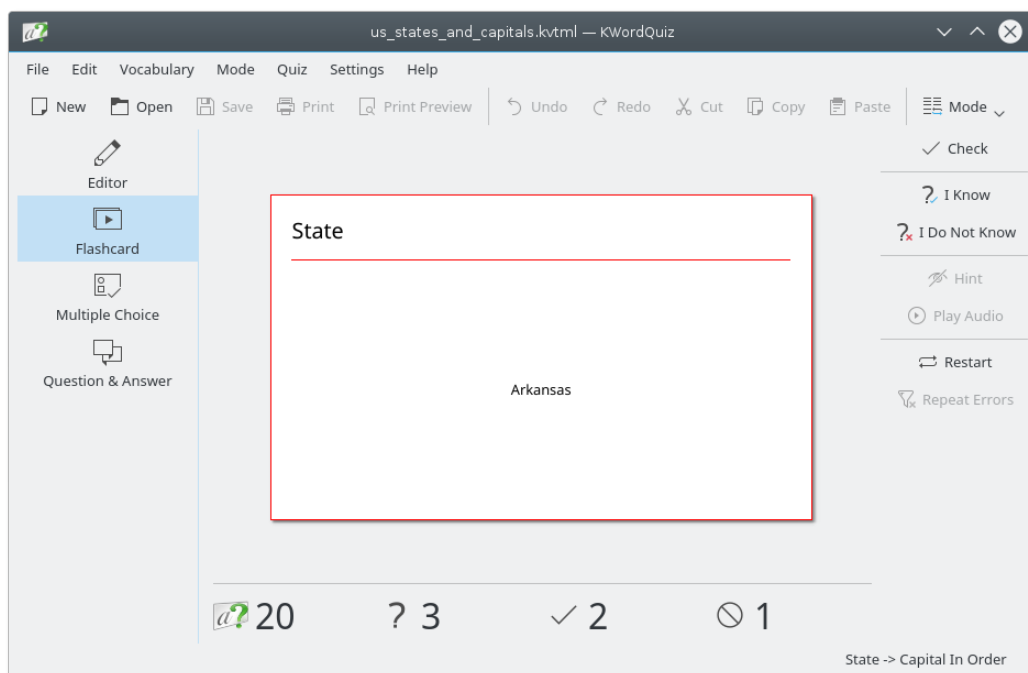 us_states_and_capitals.kvtml — KWordQuiz
File Edit Vocabulary Mode Quiz Settings Help
New Open Save Print Print Preview Undo Redo Cut Copy Paste Mode
Editor
Flashcard
Multiple Choice
Question & Answer
State
Arkansas
Check
? I Know
? I Do Not Know
Hint
Play Audio
Restart
Repeat Errors
a? 20 ? 3 2 1
State -> Capital In Order